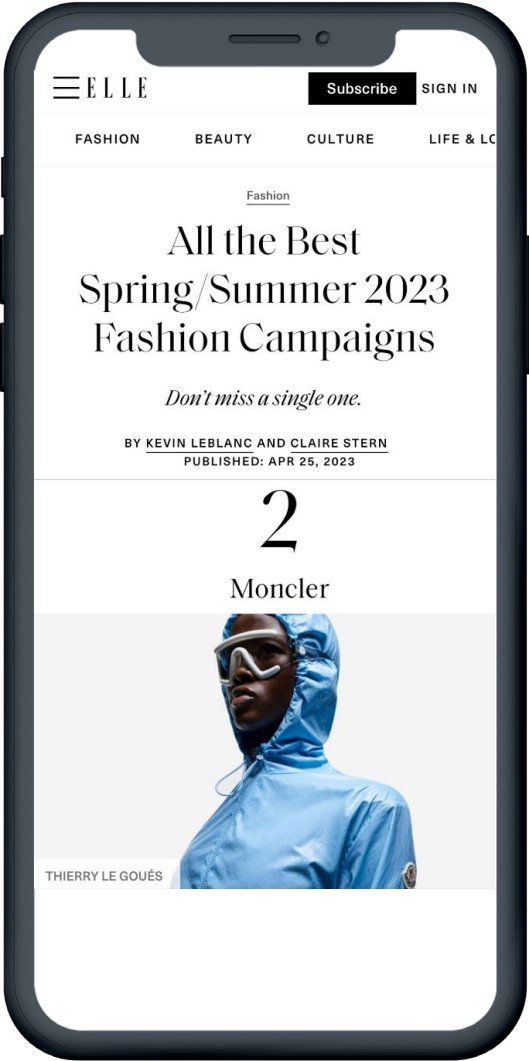 ELLE
Subscribe
SIGN IN
FASHION
BEAUTY
CULTURE
LIFE & LO
Fashion
All the Best
Spring/Summer 2023
Fashion Campaigns
Don't miss a single one.
BY KEVIN LEBLANC AND CLAIRE STERN
PUBLISHED: APR 25, 2023
2
Moncler
THIERRY LE GOUÉS